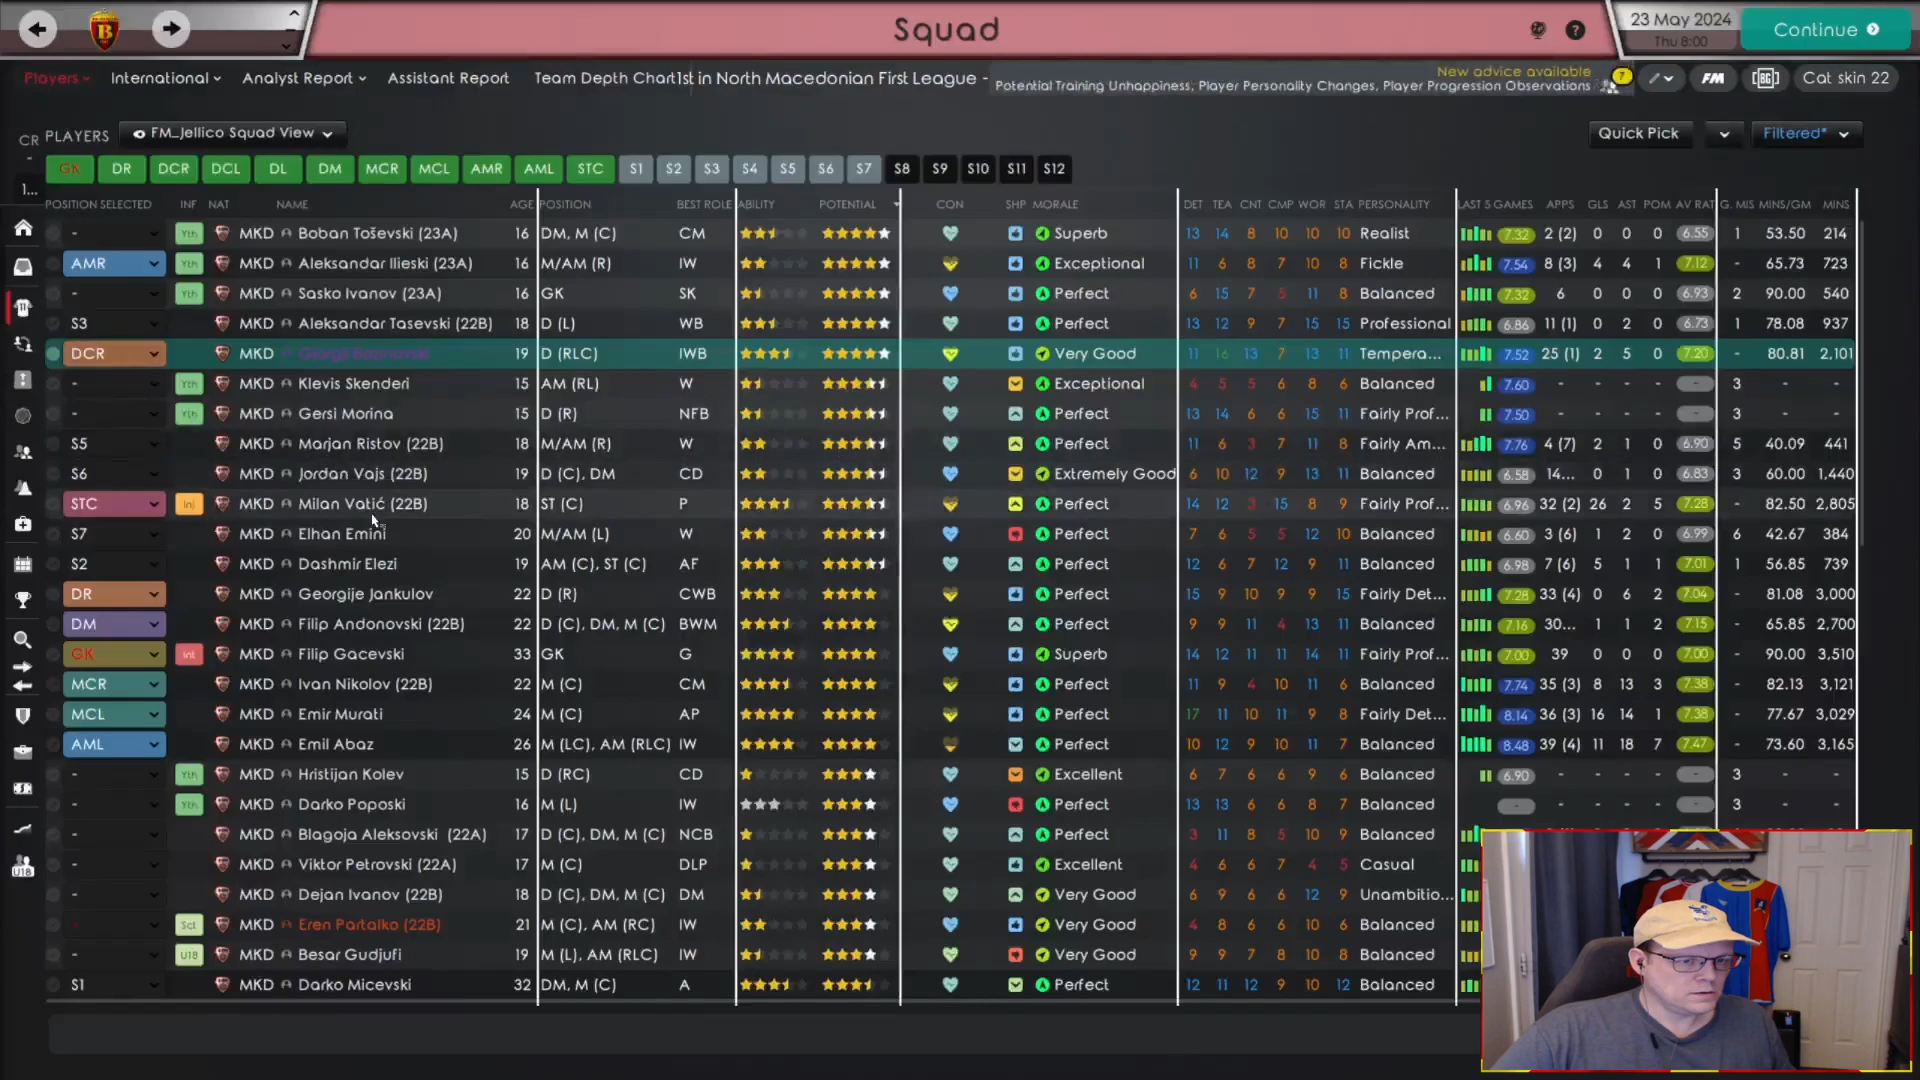 Squad
23 May 2024
Thu 8:00
Continue
Players International Analyst Report Assistant Report Team Depth Chart 1st in North Macedonian First League -
New advice available
Potential Training Unhappiness, Player Personality Changes, Player Progression Observations
7
FM
BG
Cat skin 22
CR
PLAYERS
FM_Jellico Squad View
Quick Pick
Filtered*
1...
GK DR DCR DCL DL DM MCR MCL AMR AML STC S1 S2 S3 S4 S5 S6 S7 S8 S9 S10 S11 S12
POSITION SELECTED INF NAT NAME AGE POSITION BEST ROLE ABILITY POTENTIAL CON SHP MORALE DET TEA CNT CMP WOR STA PERSONALITY LAST 5 GAMES APPS GLS AST POM AV RAT G. MIS MINS/GM MINS
- Yth MKD Boban Toševski (23A) 16 DM, M (C) CM Superb 13 14 8 10 10 10 Realist 7.32 2 (2) 0 0 0 6.55 1 53.50 214
AMR Yth MKD Aleksandar Ilieski (23A) 16 M/AM (R) IW Exceptional 11 6 8 7 10 8 Fickle 7.54 8 (3) 4 4 1 7.12 - 65.73 723
- Yth MKD Sasko Ivanov (23A) 16 GK SK Perfect 6 15 7 5 11 8 Balanced 7.32 6 0 0 0 6.93 2 90.00 540
S3 MKD Aleksandar Tasevski (22B) 18 D (L) WB Perfect 13 12 9 7 15 15 Professional 6.86 11 (1) 0 2 0 6.73 1 78.08 937
DCR MKD 19 D (RLC) IWB Very Good 11 16 13 7 13 11 Tempera... 7.52 25 (1) 2 5 0 7.20 - 80.81 2,101
- Yth MKD Klevis Skenderi 15 AM (RL) W Exceptional 4 5 5 6 8 6 Balanced 7.60 - - - - - 3 - -
- Yth MKD Gersi Morina 15 D (R) NFB Perfect 13 14 6 6 15 11 Fairly Prof... 7.50 - - - - - 3 - -
S5 MKD Marjan Ristov (22B) 18 M/AM (R) W Perfect 11 6 3 7 11 8 Fairly Am... 7.76 4 (7) 2 1 0 6.90 5 40.09 441
S6 MKD Jordan Vajs (22B) 19 D (C), DM CD Extremely Good 6 10 12 9 13 11 Balanced 6.58 14... 0 1 0 6.83 3 60.00 1,440
STC Inj MKD Milan Vatić (22B) 18 ST (C) P Perfect 14 12 3 15 8 9 Fairly Prof... 6.96 32 (2) 26 2 5 7.28 - 82.50 2,805
S7 MKD Elhan Emini 20 M/AM (L) W Perfect 7 6 5 5 12 10 Balanced 6.60 3 (6) 1 2 0 6.99 6 42.67 384
S2 MKD Dashmir Elezi 19 AM (C), ST (C) AF Perfect 12 6 7 12 9 11 Balanced 6.98 7 (6) 5 1 1 7.01 1 56.85 739
DR MKD Georgije Jankulov 22 D (R) CWB Perfect 15 9 10 9 9 15 Fairly Det... 7.28 33 (4) 0 6 2 7.04 - 81.08 3,000
DM MKD Filip Andonovski (22B) 22 D (C), DM, M (C) BWM Perfect 9 9 11 4 13 11 Balanced 7.16 30... 1 1 2 7.15 - 65.85 2,700
GK Int MKD Filip Gacevski 33 GK G Superb 14 12 11 11 14 11 Fairly Prof... 7.00 39 0 0 0 7.00 - 90.00 3,510
MCR MKD Ivan Nikolov (22B) 22 M (C) CM Perfect 11 9 4 10 11 6 Balanced 7.74 35 (3) 8 13 3 7.38 - 82.13 3,121
MCL MKD Emir Murati 24 M (C) AP Perfect 17 11 10 11 9 8 Fairly Det... 8.14 36 (3) 16 14 1 7.38 - 77.67 3,029
AML MKD Emil Abaz 26 M (LC), AM (RLC) IW Perfect 10 12 9 10 11 7 Balanced 8.48 39 (4) 11 18 7 7.47 - 73.60 3,165
- Yth MKD Hristijan Kolev 15 D (RC) CD Excellent 6 7 6 6 9 6 Balanced 6.90 - - - - - 3 - -
- Yth MKD Darko Poposki 16 M (L) IW Perfect 13 13 6 6 8 7 Balanced - - - - - - 3 - -
- MKD Blagoja Aleksovski (22A) 17 D (C), DM, M (C) NCB Perfect 3 11 8 5 10 9 Balanced
- MKD Viktor Petrovski (22A) 17 M (C) DLP Excellent 4 6 6 7 4 5 Casual
- MKD Dejan Ivanov (22B) 18 D (C), DM, M (C) DM Very Good 6 9 6 6 12 9 Unambitio...
- Sct MKD Eren Partalko (22B) 21 M (C), AM (RC) IW Very Good 4 8 6 6 10 6 Balanced
- U18 MKD Besar Gudjufi 19 M (L), AM (RLC) IW Very Good 9 9 7 8 10 8 Balanced
S1 MKD Darko Micevski 32 DM, M (C) A Perfect 12 11 12 9 10 12 Balanced
U18